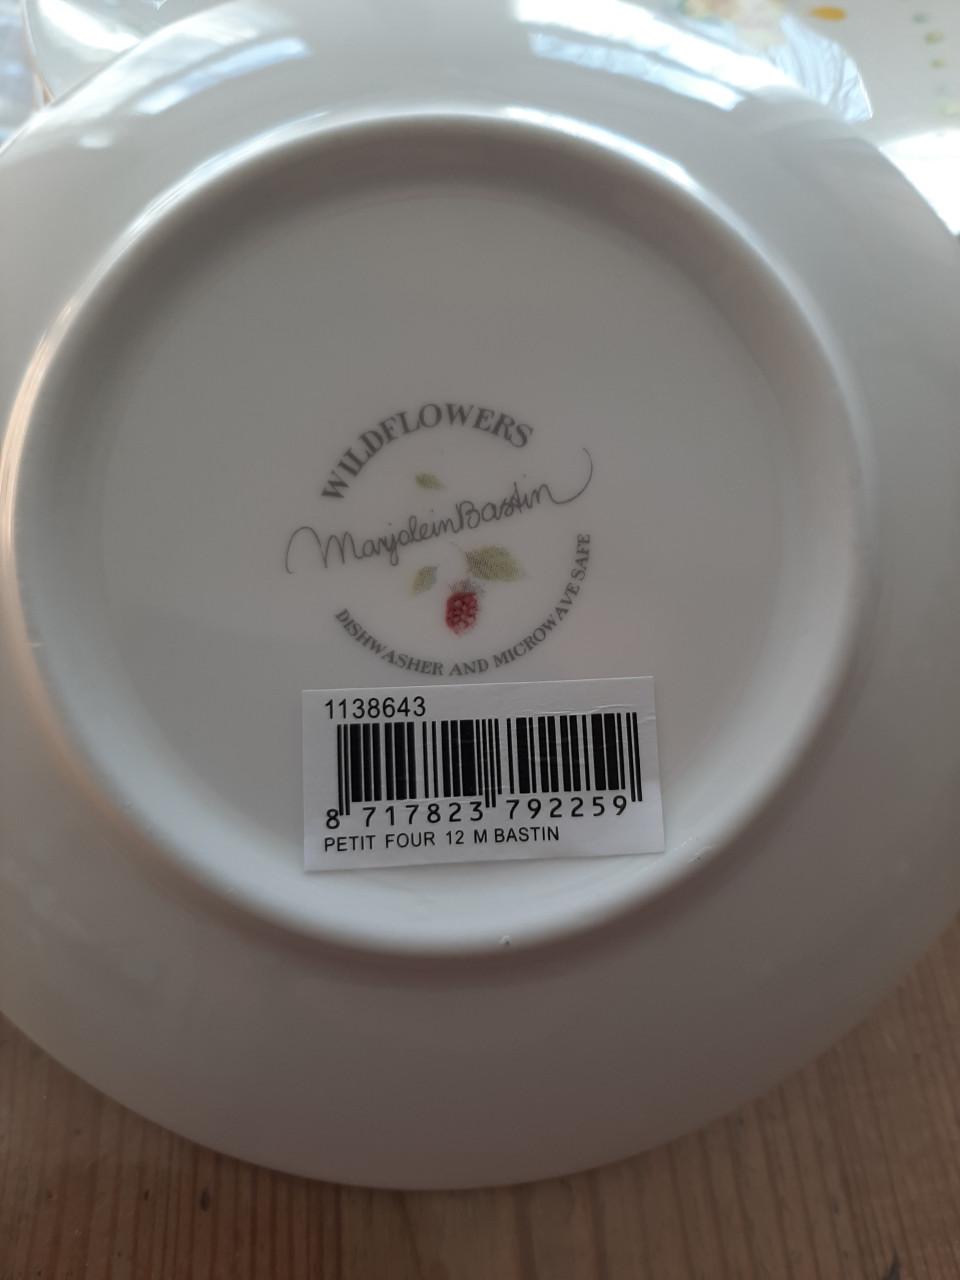 WILDFLOWERS
Marjolein Bastin
DISHWASHER AND MICROWAVE SAFE
1138643
8 717823 792259
PETIT FOUR 12 M BASTIN